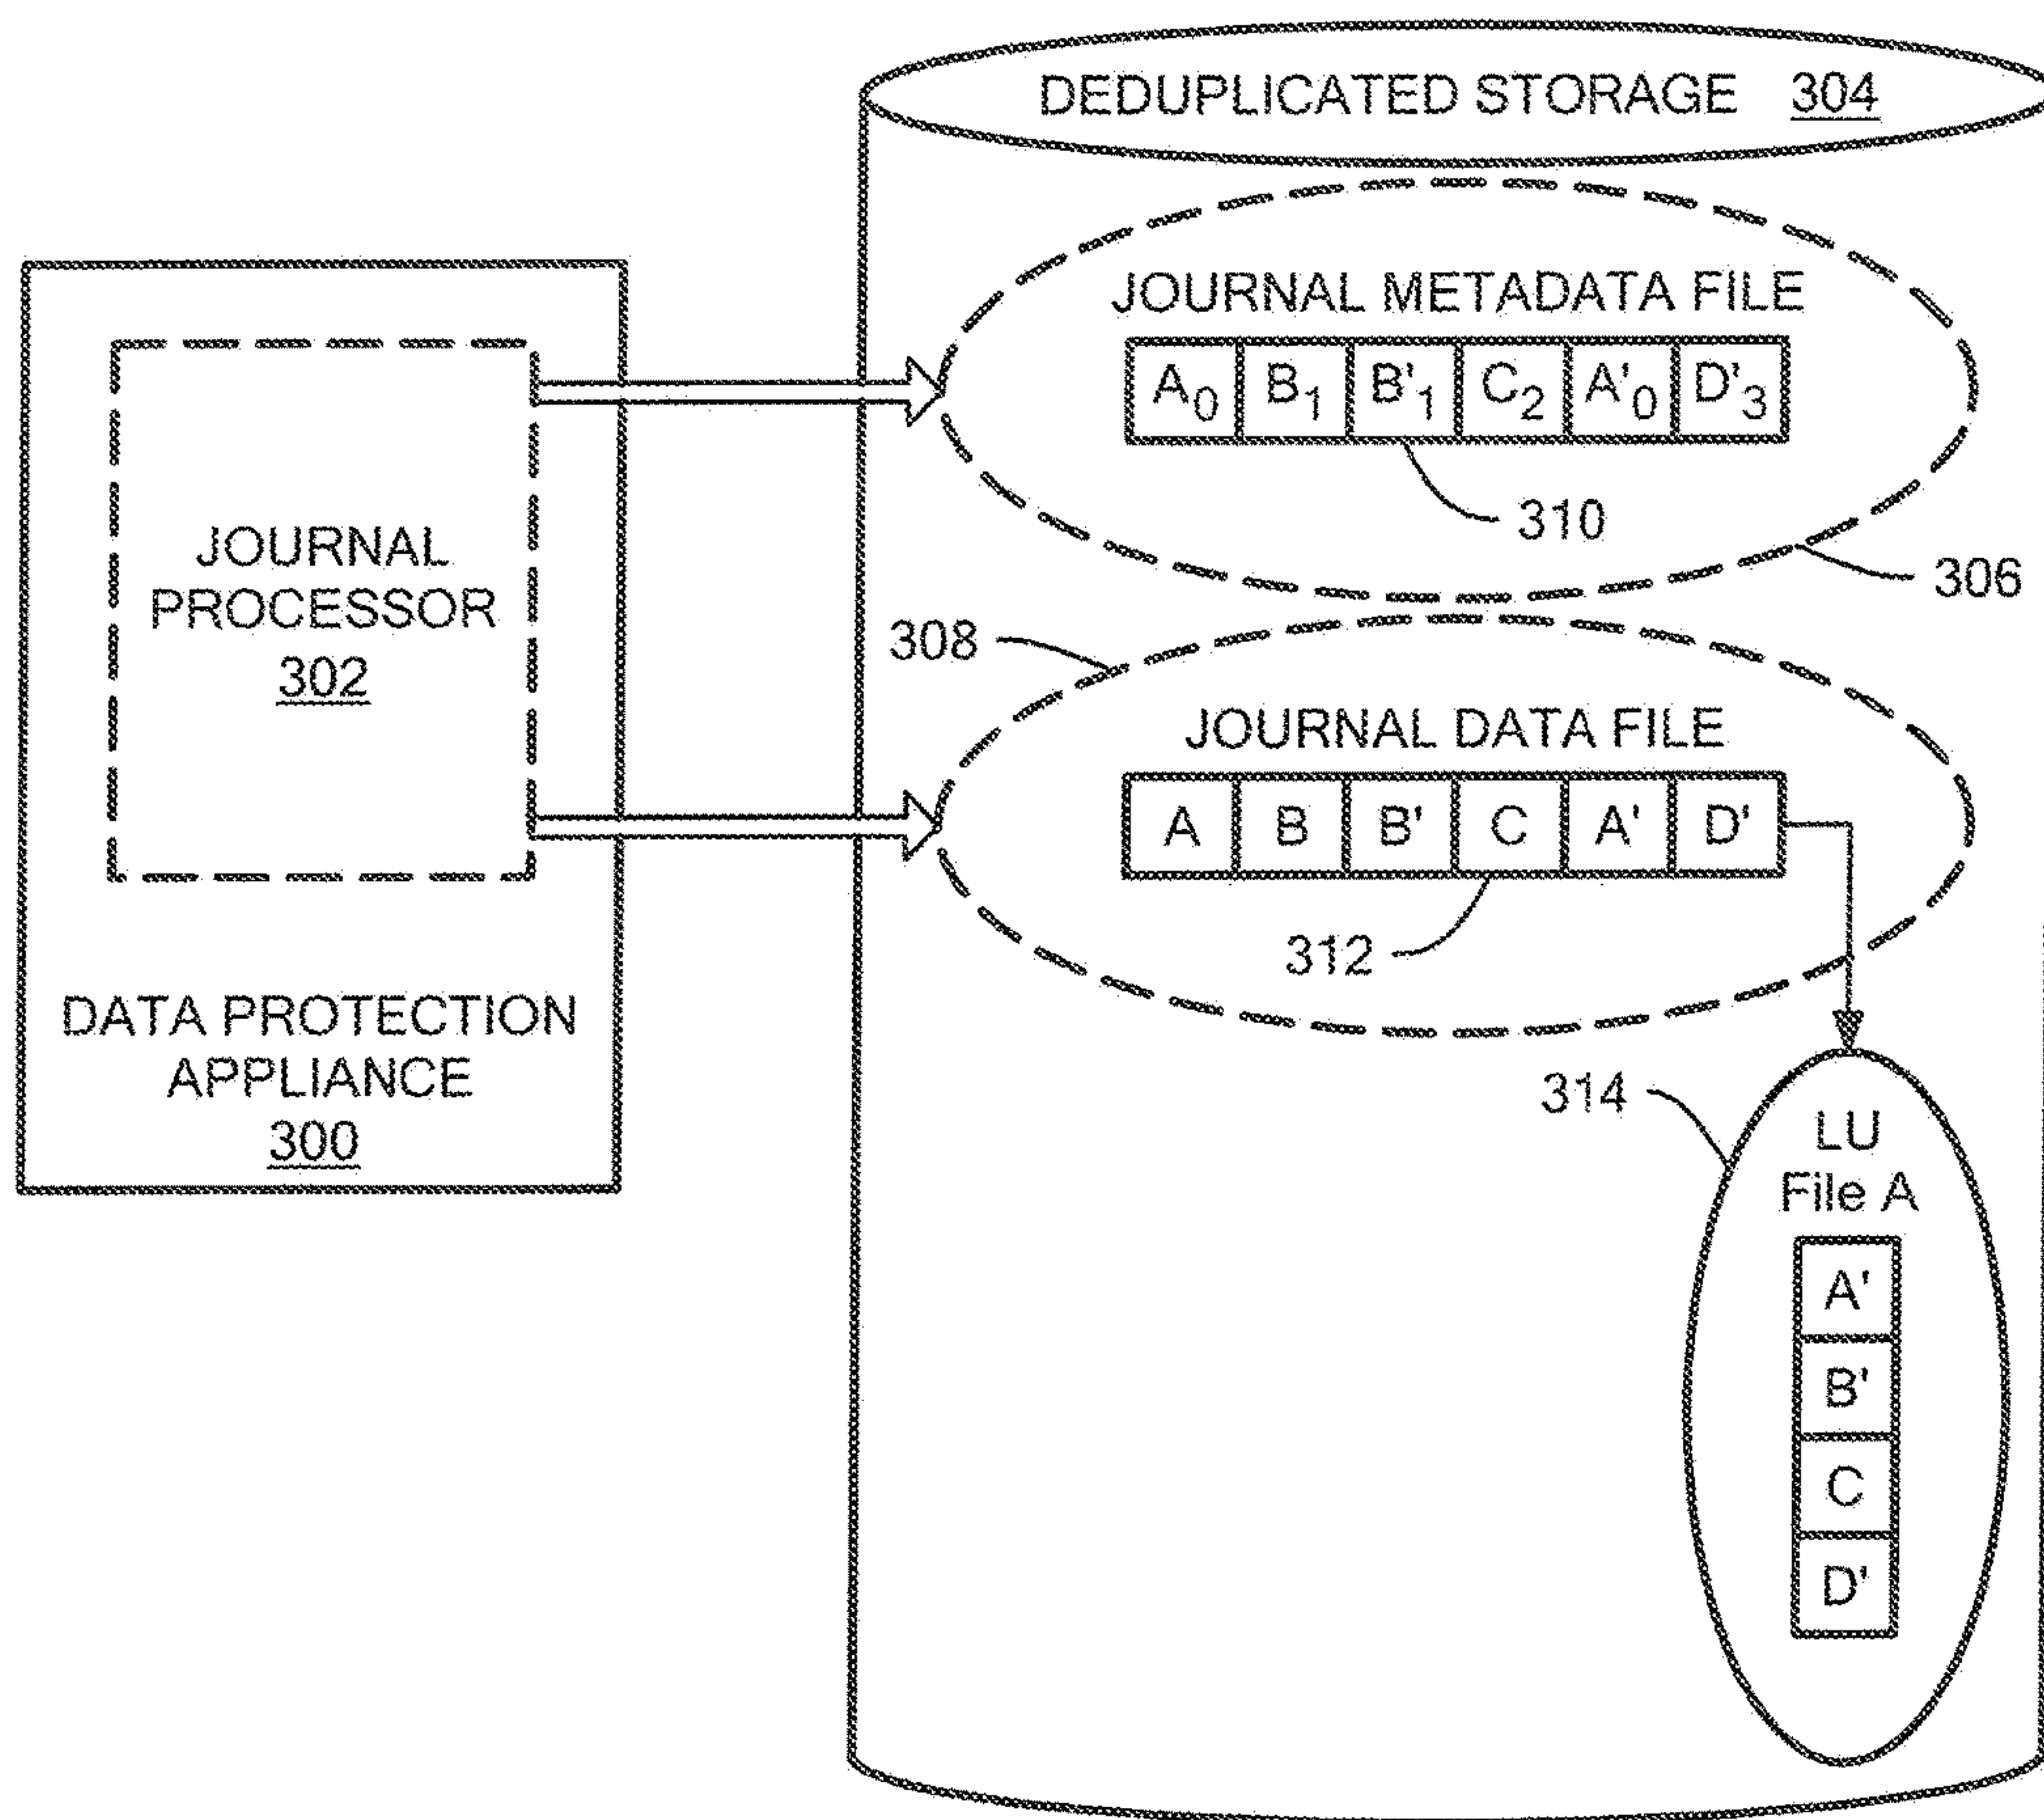 DEDUPLICATED STORAGE 304
JOURNAL METADATA FILE
A0 B1 B'1 C2 A'0 D'3
310
306
JOURNAL
PROCESSOR
302
308
JOURNAL DATA FILE
A B B' C A' D'
312
DATA PROTECTION
APPLIANCE
300
314
LU
File A
A'
B'
C
D'